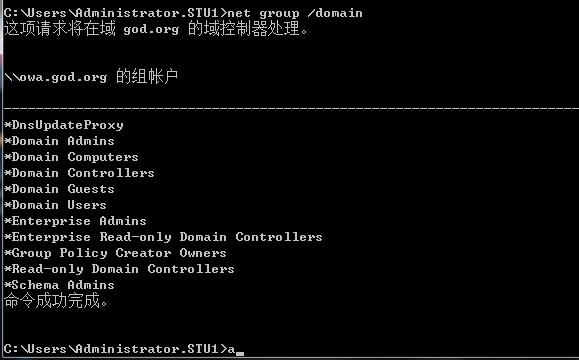 C:\Users\Administrator.STU1>net group /domain
这项请求将在域 god.org 的域控制器处理。
\\owa.god.org 的组帐户
-------------------------------------------------------------------------------
*DnsUpdateProxy
*Domain Admins
*Domain Computers
*Domain Controllers
*Domain Guests
*Domain Users
*Enterprise Admins
*Enterprise Read-only Domain Controllers
*Group Policy Creator Owners
*Read-only Domain Controllers
*Schema Admins
命令成功完成。
C:\Users\Administrator.STU1>a_